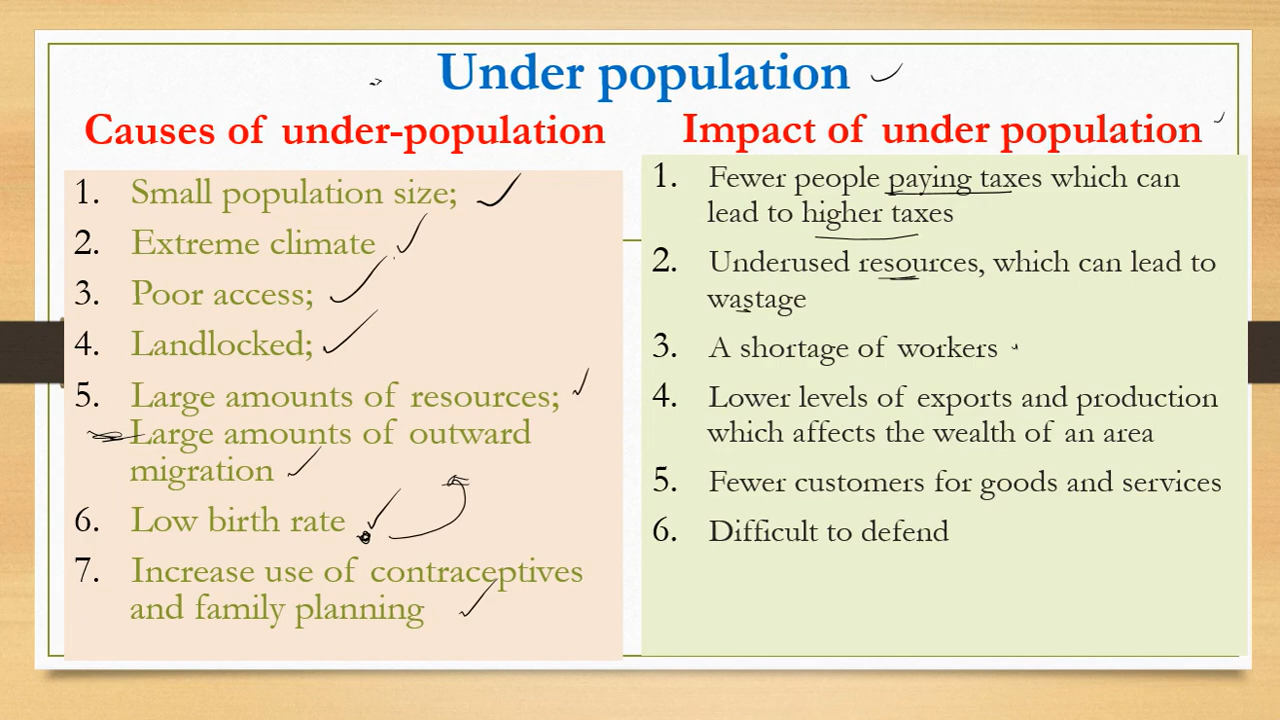 Under population
Causes of under-population
1. Small population size;
2. Extreme climate
3. Poor access;
4. Landlocked;
5. Large amounts of resources;
Large amounts of outward
migration
6. Low birth rate
7. Increase use of contraceptives
and family planning
Impact of under population
1. Fewer people paying taxes which can
lead to higher taxes
2. Underused resources, which can lead to
wastage
3. A shortage of workers
4. Lower levels of exports and production
which affects the wealth of an area
5. Fewer customers for goods and services
6. Difficult to defend